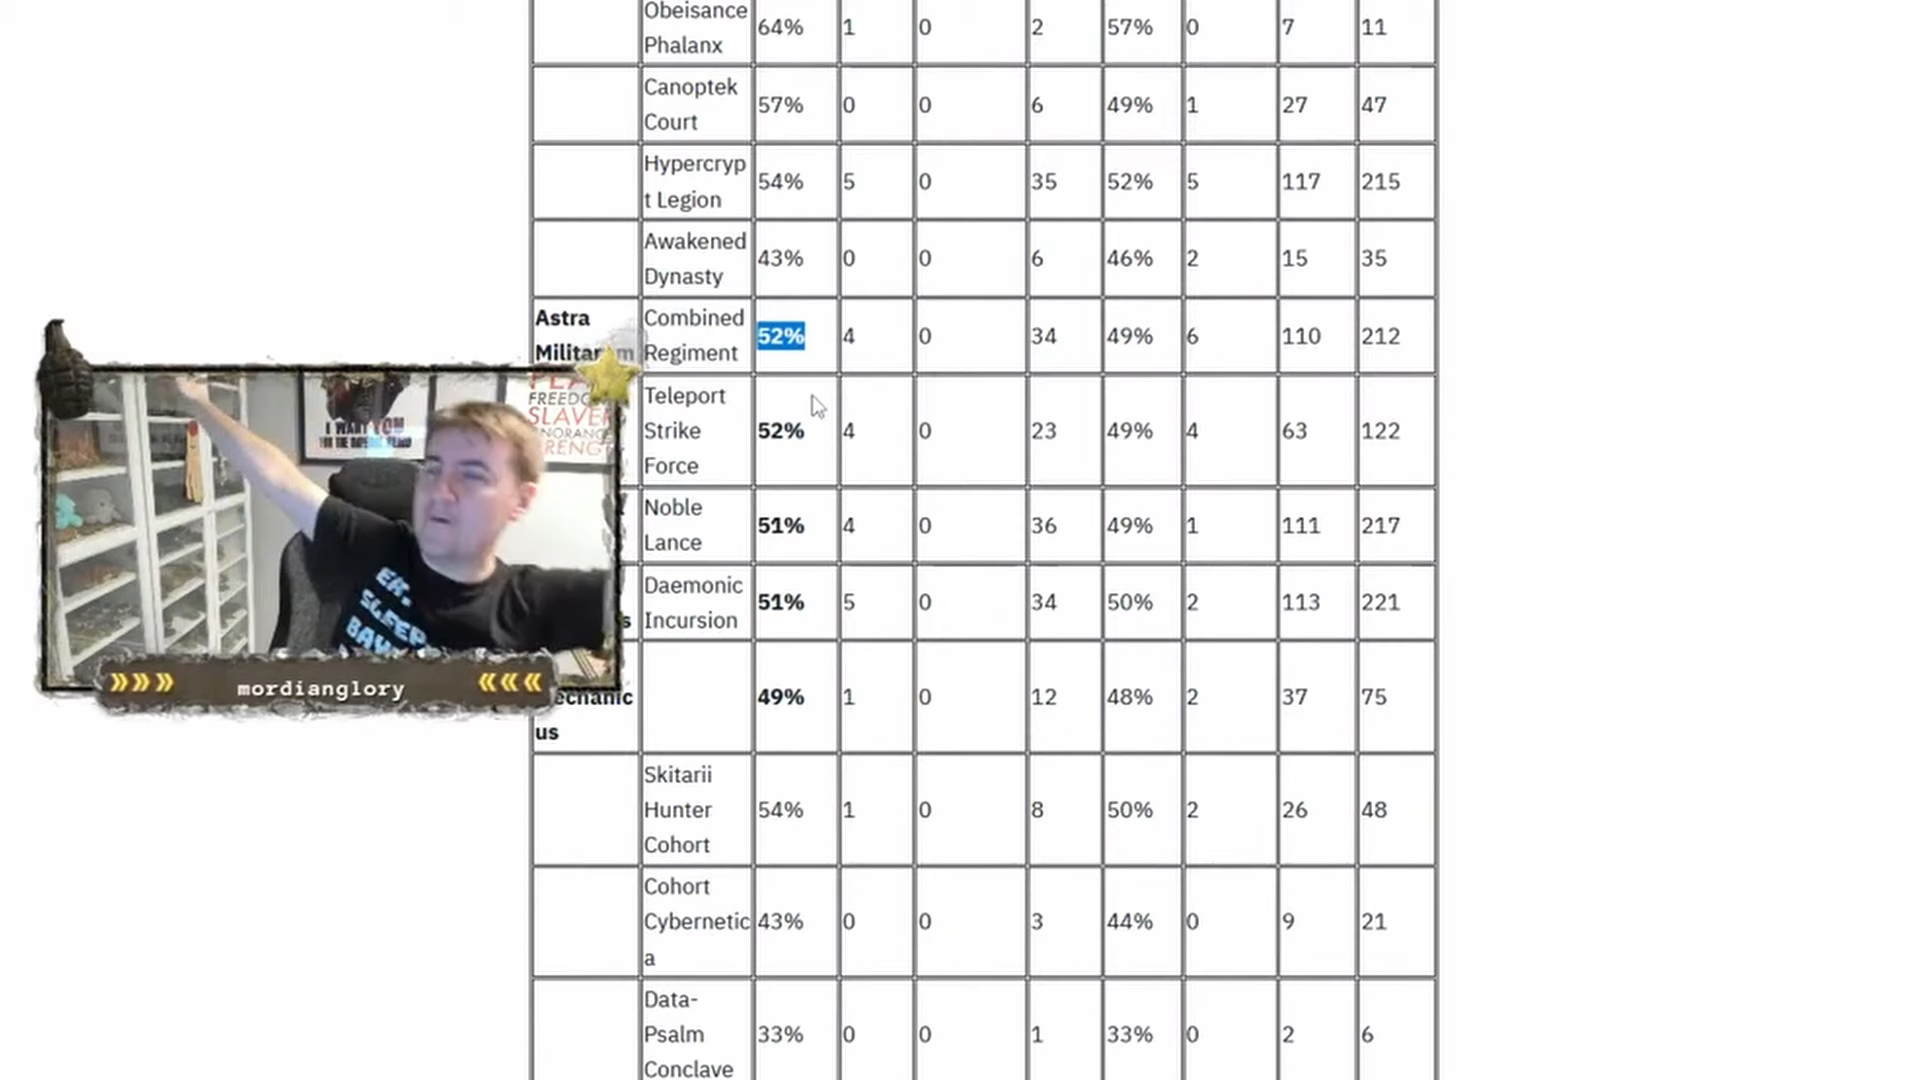 Obeisance
Phalanx 64% 1 0 2 57% 0 7 11
Canoptek
Court 57% 0 0 6 49% 1 27 47
Hypercryp
t Legion 54% 5 0 35 52% 5 117 215
Awakened
Dynasty 43% 0 0 6 46% 2 15 35
Astra Combined
Militarum Regiment 52% 4 0 34 49% 6 110 212
Teleport
Strike
Force 52% 4 0 23 49% 4 63 122
Noble
Lance 51% 4 0 36 49% 1 111 217
Daemonic
Incursion 51% 5 0 34 50% 2 113 221
s
echanic
us 49% 1 0 12 48% 2 37 75
Skitarii
Hunter
Cohort 54% 1 0 8 50% 2 26 48
Cohort
Cybernetic
a 43% 0 0 3 44% 0 9 21
Data-
Psalm
Conclave 33% 0 0 1 33% 0 2 6
I WANT YOU
FREEDO
SLAVER
NORANC
RENGT
EAT,
SLEEP,
»»» mordianglory «««